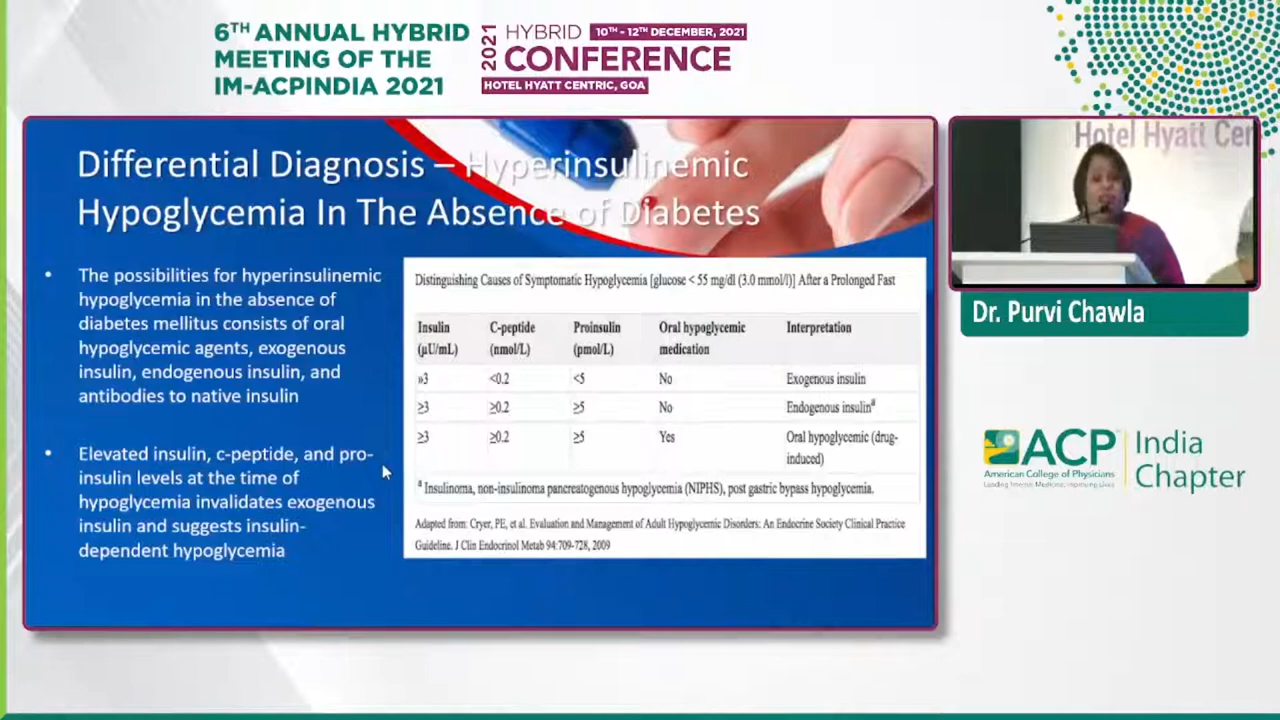 6TH ANNUAL HYBRID
MEETING OF THE
IM-ACPINDIA 2021
2021
HYBRID 10TH - 12TH DECEMBER, 2021
CONFERENCE
HOTEL HYATT CENTRIC, GOA
Differential Diagnosis – Hyperinsulinemic
Hypoglycemia In The Absence of Diabetes
• The possibilities for hyperinsulinemic
hypoglycemia in the absence of
diabetes mellitus consists of oral
hypoglycemic agents, exogenous
insulin, endogenous insulin, and
antibodies to native insulin
• Elevated insulin, c-peptide, and pro-
insulin levels at the time of
hypoglycemia invalidates exogenous
insulin and suggests insulin-
dependent hypoglycemia
Distinguishing Causes of Symptomatic Hypoglycemia [glucose < 55 mg/dl (3.0 mmol/l)] After a Prolonged Fast
Insulin C-peptide Proinsulin Oral hypoglycemic Interpretation
(µU/mL) (nmol/L) (pmol/L) medication
»3 <0.2 <5 No Exogenous insulin
≥3 ≥0.2 ≥5 No Endogenous insulin a
≥3 ≥0.2 ≥5 Yes Oral hypoglycemic (drug-
induced)
a Insulinoma, non-insulinoma pancreatogenous hypoglycemia (NIPHS), post gastric bypass hypoglycemia.
Adapted from: Cryer, PE, et al. Evaluation and Management of Adult Hypoglycemic Disorders: An Endocrine Society Clinical Practice
Guideline. J Clin Endocrinol Metab 94:709-728, 2009
Hotel Hyatt Cen
Dr. Purvi Chawla
ACP
American College of Physicians
Leading Internal Medicine, Improving Lives
India
Chapter